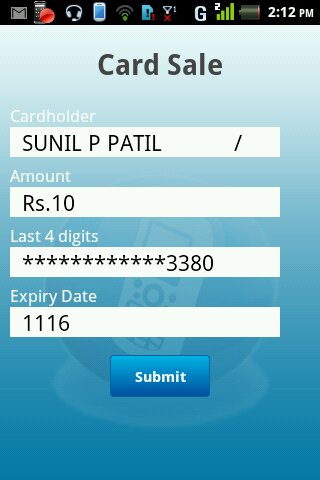 G 2:12 PM
Card Sale
Cardholder
SUNIL P PATIL /
Amount
Rs.10
Last 4 digits
************3380
Expiry Date
1116
Submit